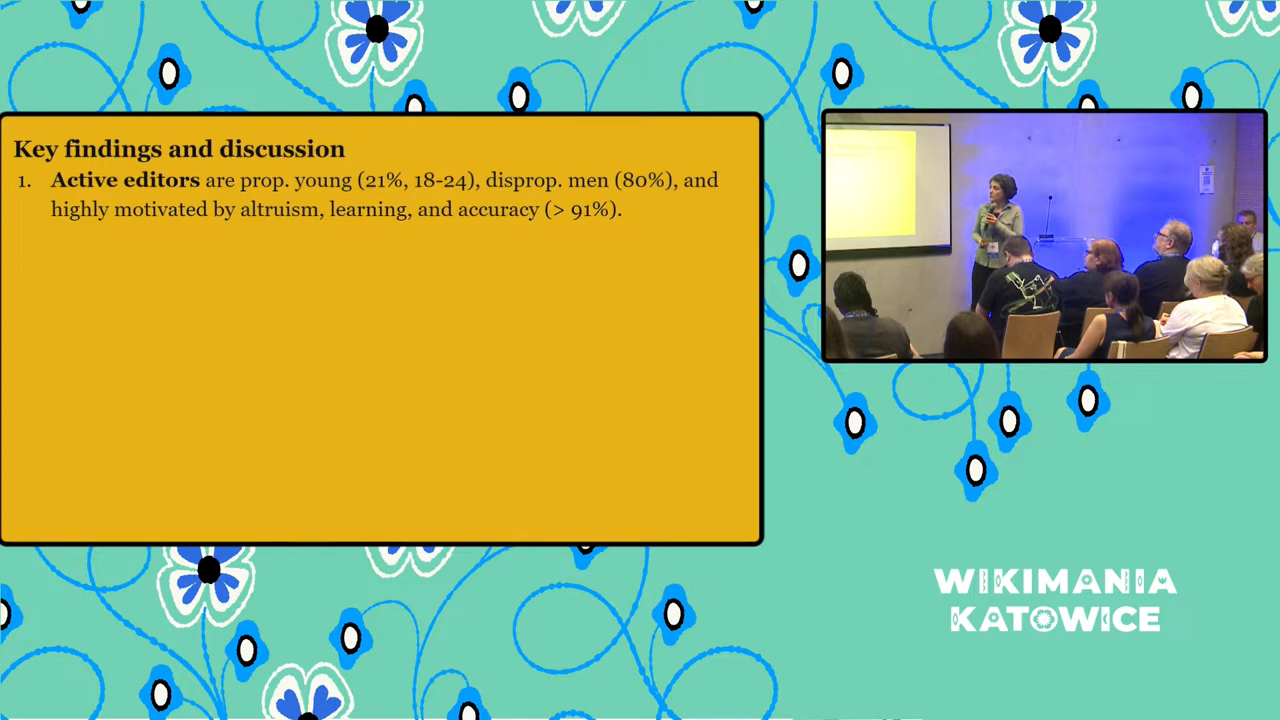 Key findings and discussion
1. Active editors are prop. young (21%, 18-24), disprop. men (80%), and
highly motivated by altruism, learning, and accuracy (> 91%).
WIKIMANIA
KATOWICE